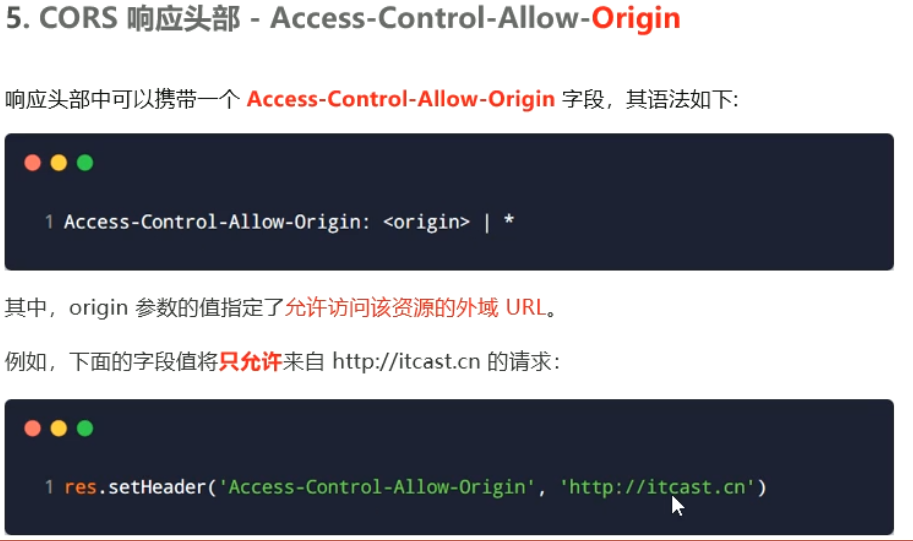 5. CORS 响应头部 - Access-Control-Allow-Origin
响应头部中可以携带一个 Access-Control-Allow-Origin 字段，其语法如下:
1 Access-Control-Allow-Origin: <origin> | *
其中，origin 参数的值指定了允许访问该资源的外域 URL。
例如，下面的字段值将只允许来自 http://itcast.cn 的请求：
1 res.setHeader('Access-Control-Allow-Origin', 'http://itcast.cn')